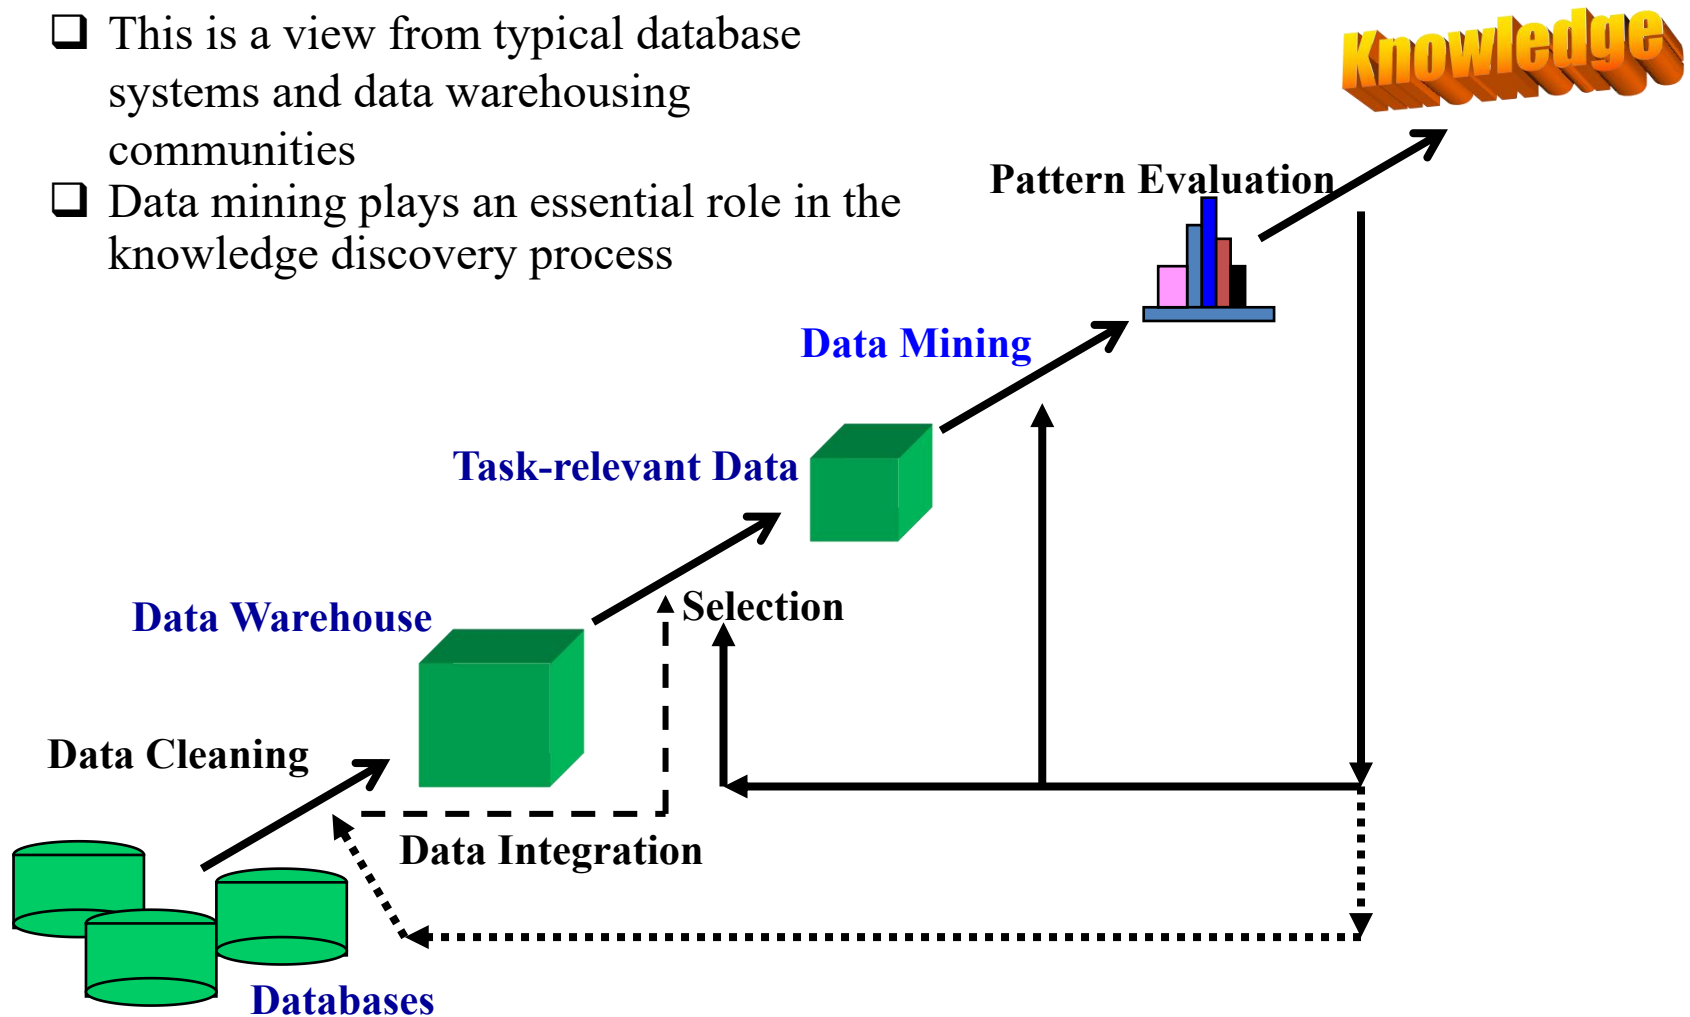 This is a view from typical database
systems and data warehousing
communities
Data mining plays an essential role in the
knowledge discovery process
Knowledge
Pattern Evaluation
Data Mining
Task-relevant Data
Selection
Data Warehouse
Data Cleaning
Data Integration
Databases